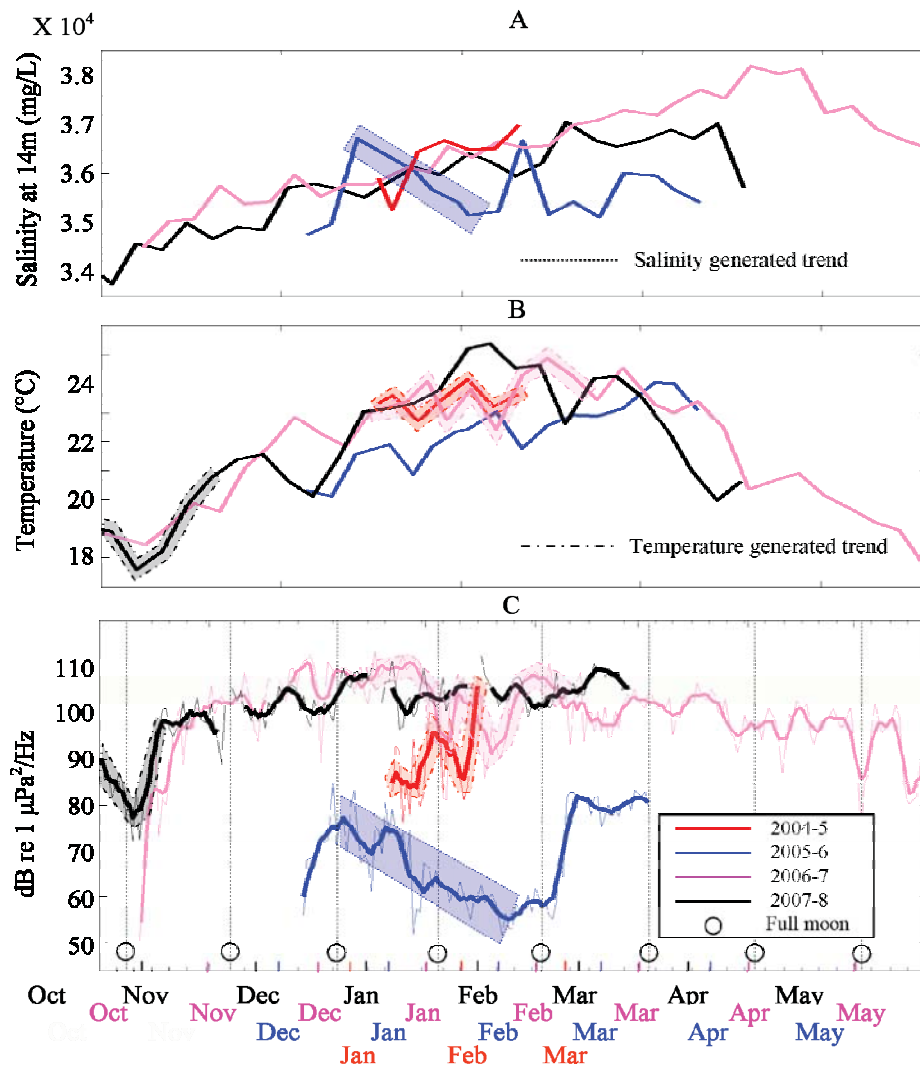 A
X 10⁴
Salinity at 14m (mg/L)
3.8
3.7
3.6
3.5
3.4
Salinity generated trend
B
Temperature (°C)
24
22
20
18
Temperature generated trend
C
dB re 1 µPa²/Hz
110
100
90
80
70
60
50
2004-5
2005-6
2006-7
2007-8
Full moon
Oct Nov Dec Jan Feb Mar Apr May
Oct Nov Dec Jan Feb Mar Apr May
Dec Jan Feb Mar Apr May
Jan Feb Mar